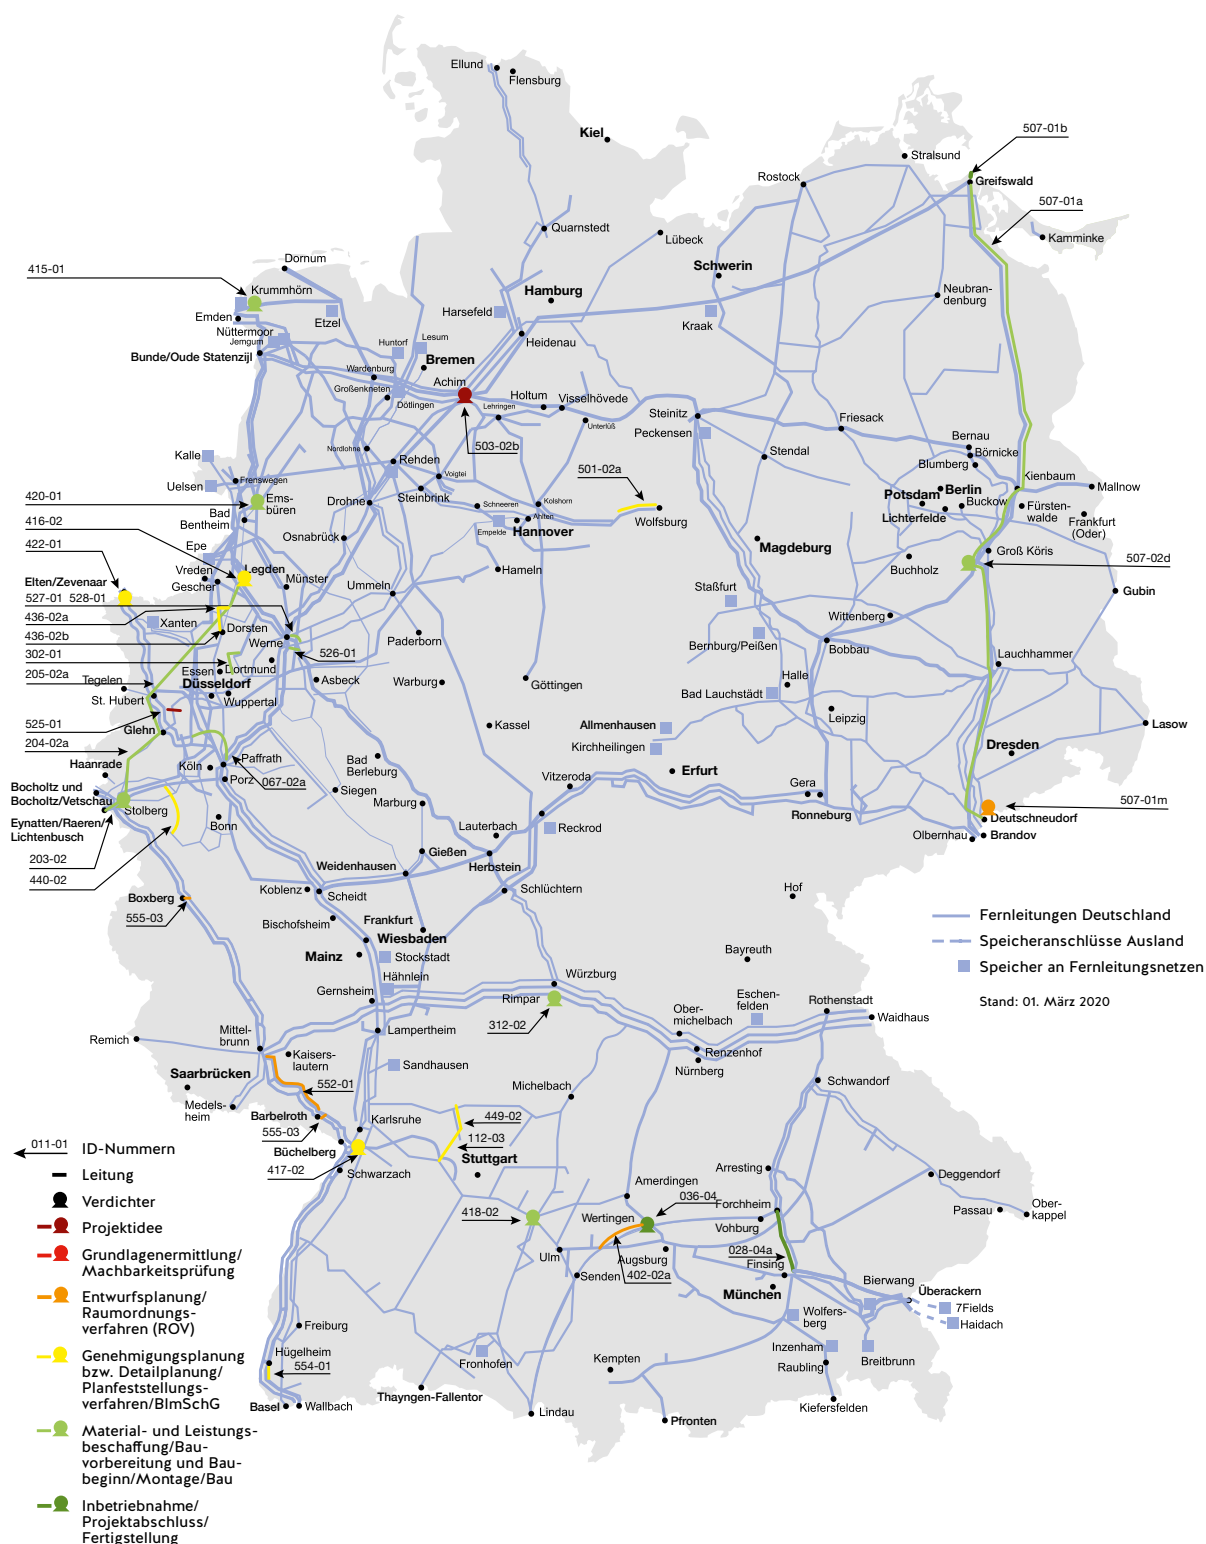 Ellund
Flensburg
Kiel
507-01b
Stralsund
Rostock
Greifswald
507-01a
Quarnstedt
Lübeck
Kamminke
Dornum
Schwerin
415-01
Krummhörn
Hamburg
Neubran-
denburg
Emden
Etzel
Harsefeld
Kraak
Nüttermoor
Jemgum
Huntorf
Lesum
Heidenau
Bunde/Oude Statenzijl
Bremen
Wardenburg
Achim
Großenkneten
Dötlingen
Lehringen
Holtum
Visselhövede
Unterlüß
Steinitz
Peckensen
Friesack
Bernau
Börnicke
Blumberg
Nordlohne
503-02b
Kalle
Rehden
Voigtei
501-02a
Stendal
Kienbaum
Mallnow
Uelsen
Frenswegen
Steinbrink
Potsdam
Berlin
Buckow
420-01
Ems-
büren
Drohne
Schneeren
Kolshorn
Ahlten
Wolfsburg
Lichterfelde
Fürsten-
walde
Frankfurt
(Oder)
416-02
Bad
Bentheim
Empelde
Hannover
Osnabrück
Magdeburg
422-01
Epe
Groß Köris
507-02d
Buchholz
Vreden
Legden
Hameln
Elten/Zevenaar
Gescher
Münster
Ummeln
Staßfurt
Gubin
527-01 528-01
436-02a
Xanten
Dorsten
Wittenberg
436-02b
Werne
Paderborn
Bernburg/Peißen
Bobbau
302-01
526-01
Lauchhammer
205-02a
Essen
Dortmund
Tegelen
Düsseldorf
Asbeck
Warburg
Göttingen
Halle
Bad Lauchstädt
St. Hubert
Wuppertal
Leipzig
525-01
Glehn
Kassel
Allmenhausen
Lasow
204-02a
Kirchheilingen
Dresden
Haanrade
Köln
Paffrath
Bad
Berleburg
Porz
067-02a
Vitzeroda
Erfurt
Gera
Bocholtz und
Bocholtz/Vetschau
Siegen
Marburg
Ronneburg
507-01m
Stolberg
Deutschneudorf
Eynatten/Raeren/
Lichtenbusch
Bonn
Lauterbach
Reckrod
Olbernhau
Brandov
203-02
Gießen
Weidenhausen
Herbstein
440-02
Koblenz
Scheidt
Schlüchtern
Hof
Boxberg
555-03
Bischofsheim
Frankfurt
Fernleitungen Deutschland
Wiesbaden
Speicheranschlüsse Ausland
Mainz
Stockstadt
Bayreuth
Speicher an Fernleitungsnetzen
Hähnlein
Würzburg
Gernsheim
Rimpar
Eschen-
felden
Rothenstadt
Stand: 01. März 2020
Ober-
michelbach
Waidhaus
Mittel-
brunn
Lampertheim
312-02
Remich
Kaisers-
lautern
Renzenhof
Nürnberg
Saarbrücken
Sandhausen
552-01
Michelbach
Schwandorf
Medels-
heim
Barbelroth
Karlsruhe
449-02
555-03
112-03
011-01
ID-Nummern
Büchelberg
Stuttgart
417-02
Schwarzach
Arresting
Deggendorf
Leitung
Amerdingen
036-04
Forchheim
Passau
Ober-
kappel
Verdichter
418-02
Wertingen
Vohburg
Projektidee
Ulm
Augsburg
028-04a
Finsing
Grundlagenermittlung/
Machbarkeitsprüfung
Senden
402-02a
Bierwang
München
Überackern
Entwurfsplanung/
Raumordnungs-
verfahren (ROV)
7Fields
Wolfers-
berg
Haidach
Freiburg
Hügelheim
Inzenham
Genehmigungsplanung
bzw. Detailplanung/
Planfeststellungs-
verfahren/BImSchG
554-01
Fronhofen
Kempten
Raubling
Breitbrunn
Basel
Wallbach
Thayngen-Fallentor
Kiefersfelden
Lindau
Pfronten
Material- und Leistungs-
beschaffung/Bau-
vorbereitung und Bau-
beginn/Montage/Bau
Inbetriebnahme/
Projektabschluss/
Fertigstellung